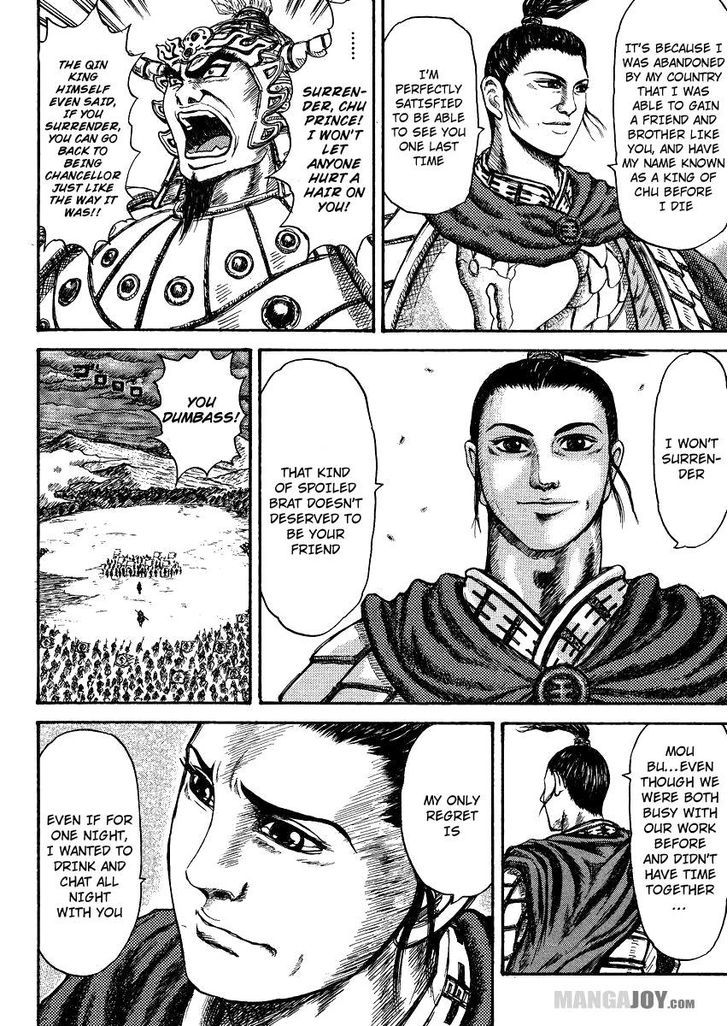 IT'S BECAUSE I
WAS ABANDONED
BY MY COUNTRY
THAT I WAS
ABLE TO GAIN
A FRIEND AND
BROTHER LIKE
YOU, AND HAVE
MY NAME KNOWN
AS A KING OF
CHU BEFORE
I DIE
I'M
PERFECTLY
SATISFIED
TO BE ABLE
TO SEE YOU
ONE LAST
TIME
......
SURREN-
DER, CHU
PRINCE!
I WON'T
LET
ANYONE
HURT A
HAIR ON
YOU!
THE QIN
KING
HIMSELF
EVEN SAID,
IF YOU
SURRENDER,
YOU CAN GO
BACK TO
BEING
CHANCELLOR
JUST LIKE
THE WAY IT
WAS!!
I WON'T
SURREN-
DER
THAT KIND
OF SPOILED
BRAT DOESN'T
DESERVED TO
BE YOUR
FRIEND
YOU
DUMBASS!
MOU
BU...EVEN
THOUGH WE
WERE BOTH
BUSY WITH
OUR WORK
BEFORE
AND DIDN'T
HAVE TIME
TOGETHER
...
MY ONLY
REGRET
IS
EVEN IF FOR
ONE NIGHT,
I WANTED TO
DRINK AND
CHAT ALL
NIGHT
WITH YOU
MANGAJOY.COM